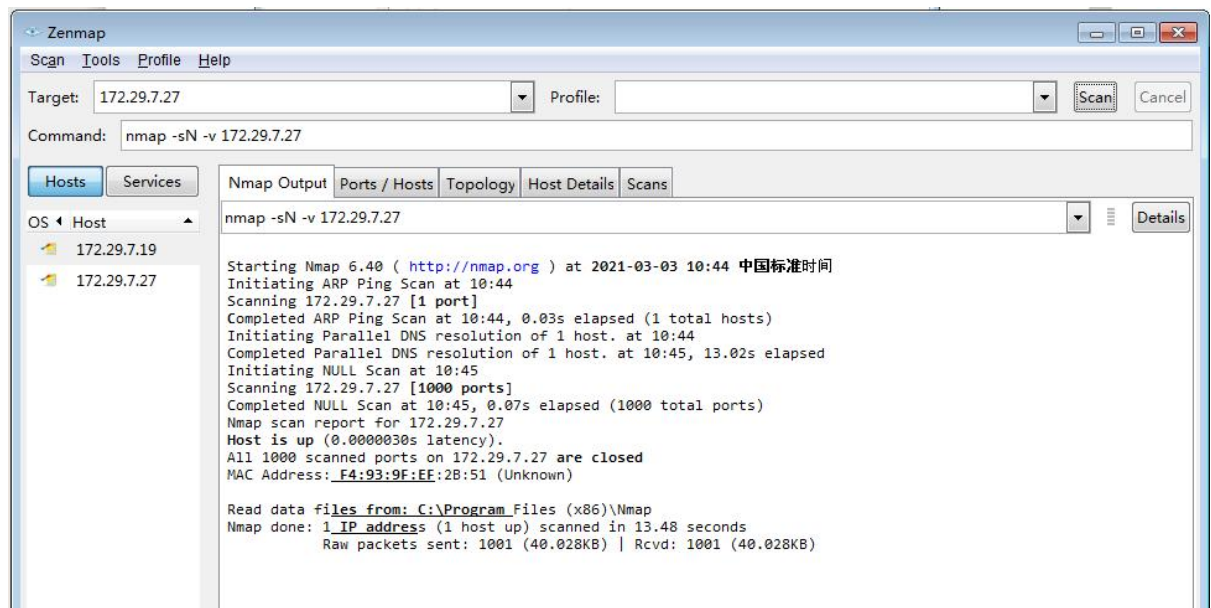 Zenmap
Scan Tools Profile Help
Target: 172.29.7.27 Profile: Scan Cancel
Command: nmap -sN -v 172.29.7.27
Hosts Services Nmap Output Ports / Hosts Topology Host Details Scans
OS Host nmap -sN -v 172.29.7.27 Details
172.29.7.19
172.29.7.27
Starting Nmap 6.40 ( http://nmap.org ) at 2021-03-03 10:44 中国标准时间
Initiating ARP Ping Scan at 10:44
Scanning 172.29.7.27 [1 port]
Completed ARP Ping Scan at 10:44, 0.03s elapsed (1 total hosts)
Initiating Parallel DNS resolution of 1 host. at 10:44
Completed Parallel DNS resolution of 1 host. at 10:45, 13.02s elapsed
Initiating NULL Scan at 10:45
Scanning 172.29.7.27 [1000 ports]
Completed NULL Scan at 10:45, 0.07s elapsed (1000 total ports)
Nmap scan report for 172.29.7.27
Host is up (0.0000030s latency).
All 1000 scanned ports on 172.29.7.27 are closed
MAC Address: F4:93:9F:EF:2B:51 (Unknown)
Read data files from: C:\Program Files (x86)\Nmap
Nmap done: 1 IP address (1 host up) scanned in 13.48 seconds
Raw packets sent: 1001 (40.028KB) | Rcvd: 1001 (40.028KB)